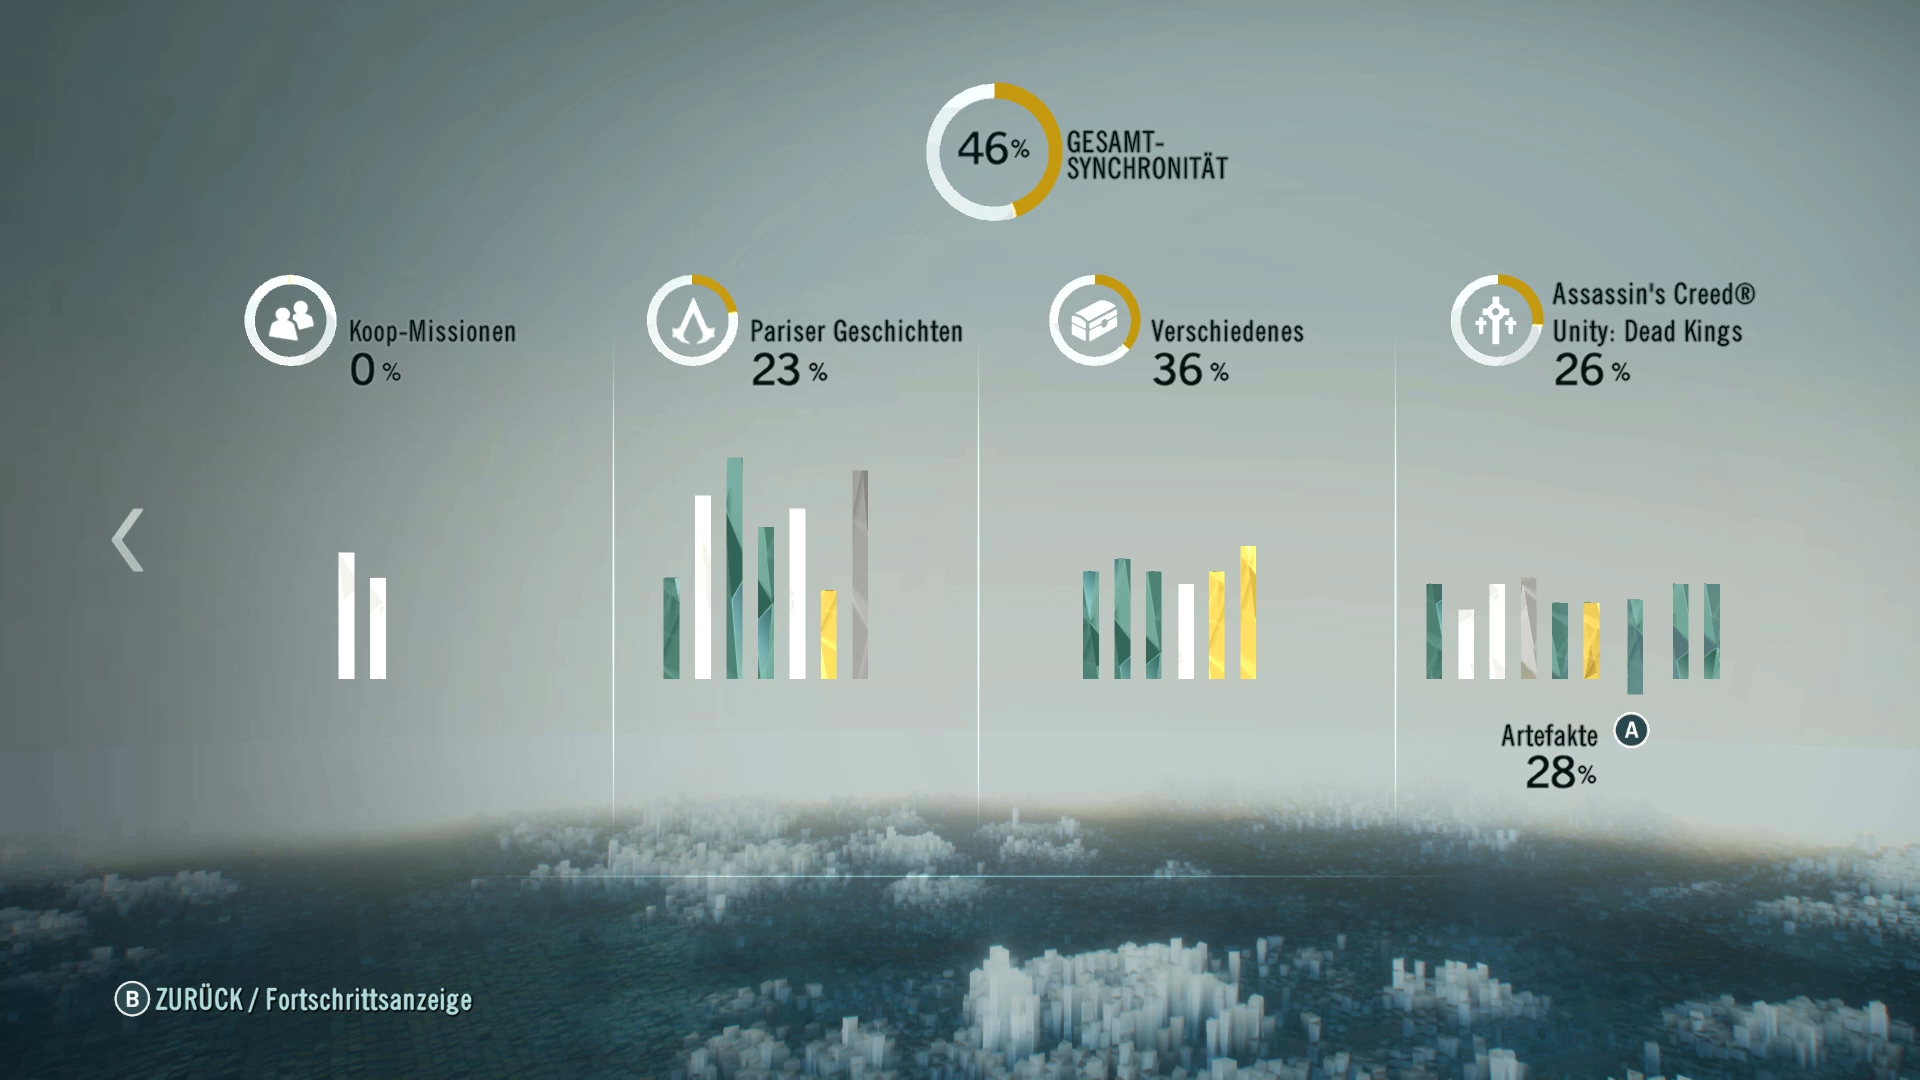 46%
GESAMT-
SYNCHRONITÄT
Koop-Missionen
0 %
Pariser Geschichten
23 %
Verschiedenes
36 %
Assassin's Creed®
Unity: Dead Kings
26 %
Artefakte A
28%
B ZURÜCK / Fortschrittsanzeige